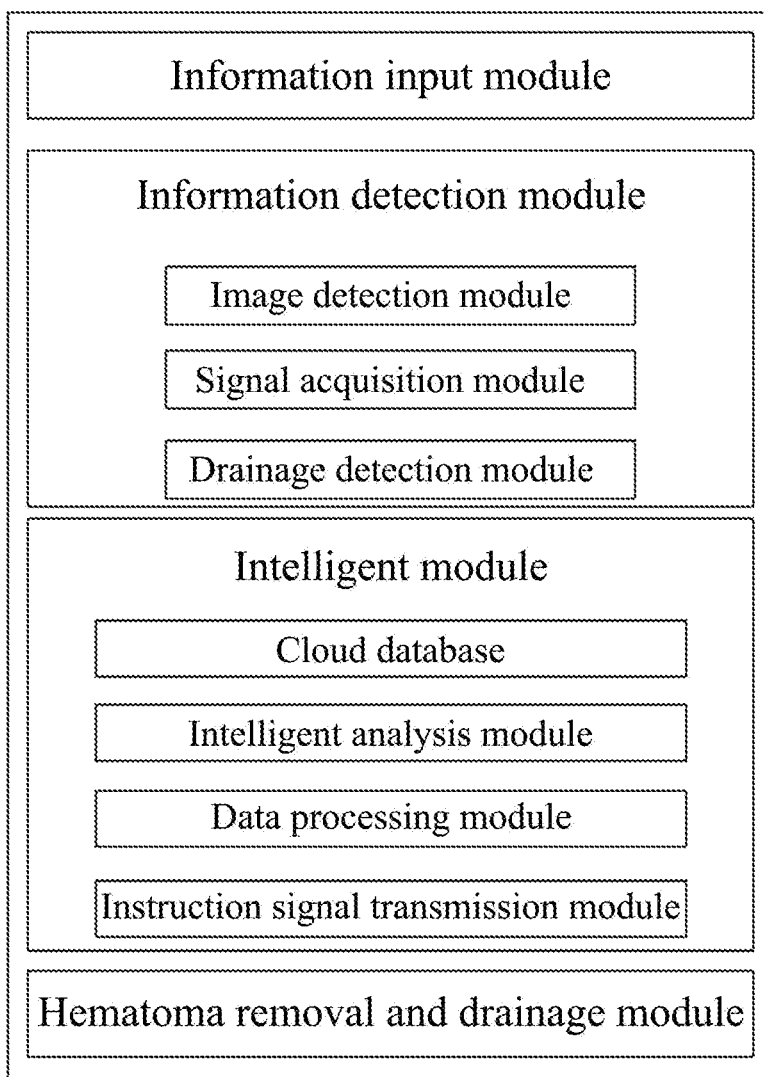 Information input module
Information detection module
Image detection module
Signal acquisition module
Drainage detection module
Intelligent module
Cloud database
Intelligent analysis module
Data processing module
Instruction signal transmission module
Hematoma removal and drainage module